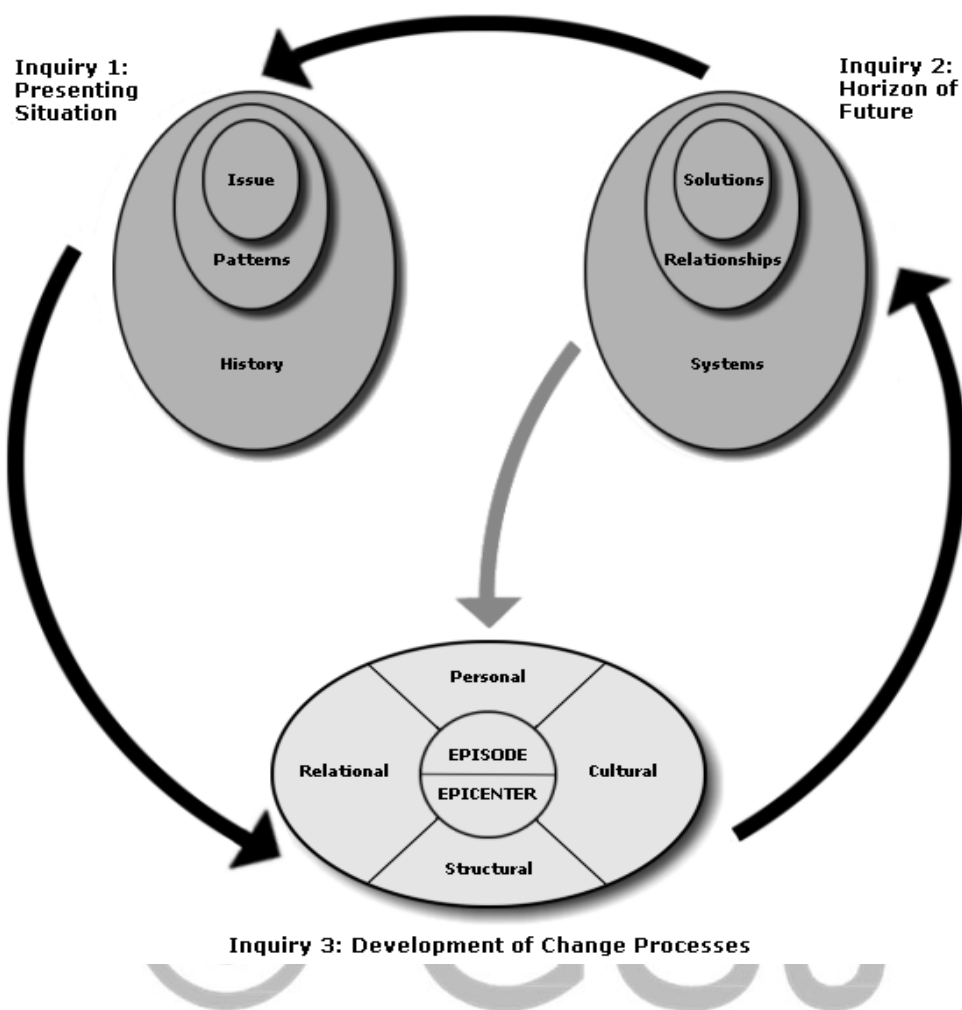 Inquiry 1:
Presenting
Situation
Inquiry 2:
Horizon of
Future
Issue
Patterns
History
Solutions
Relationships
Systems
Personal
Relational
EPISODE
EPICENTER
Cultural
Structural
Inquiry 3: Development of Change Processes